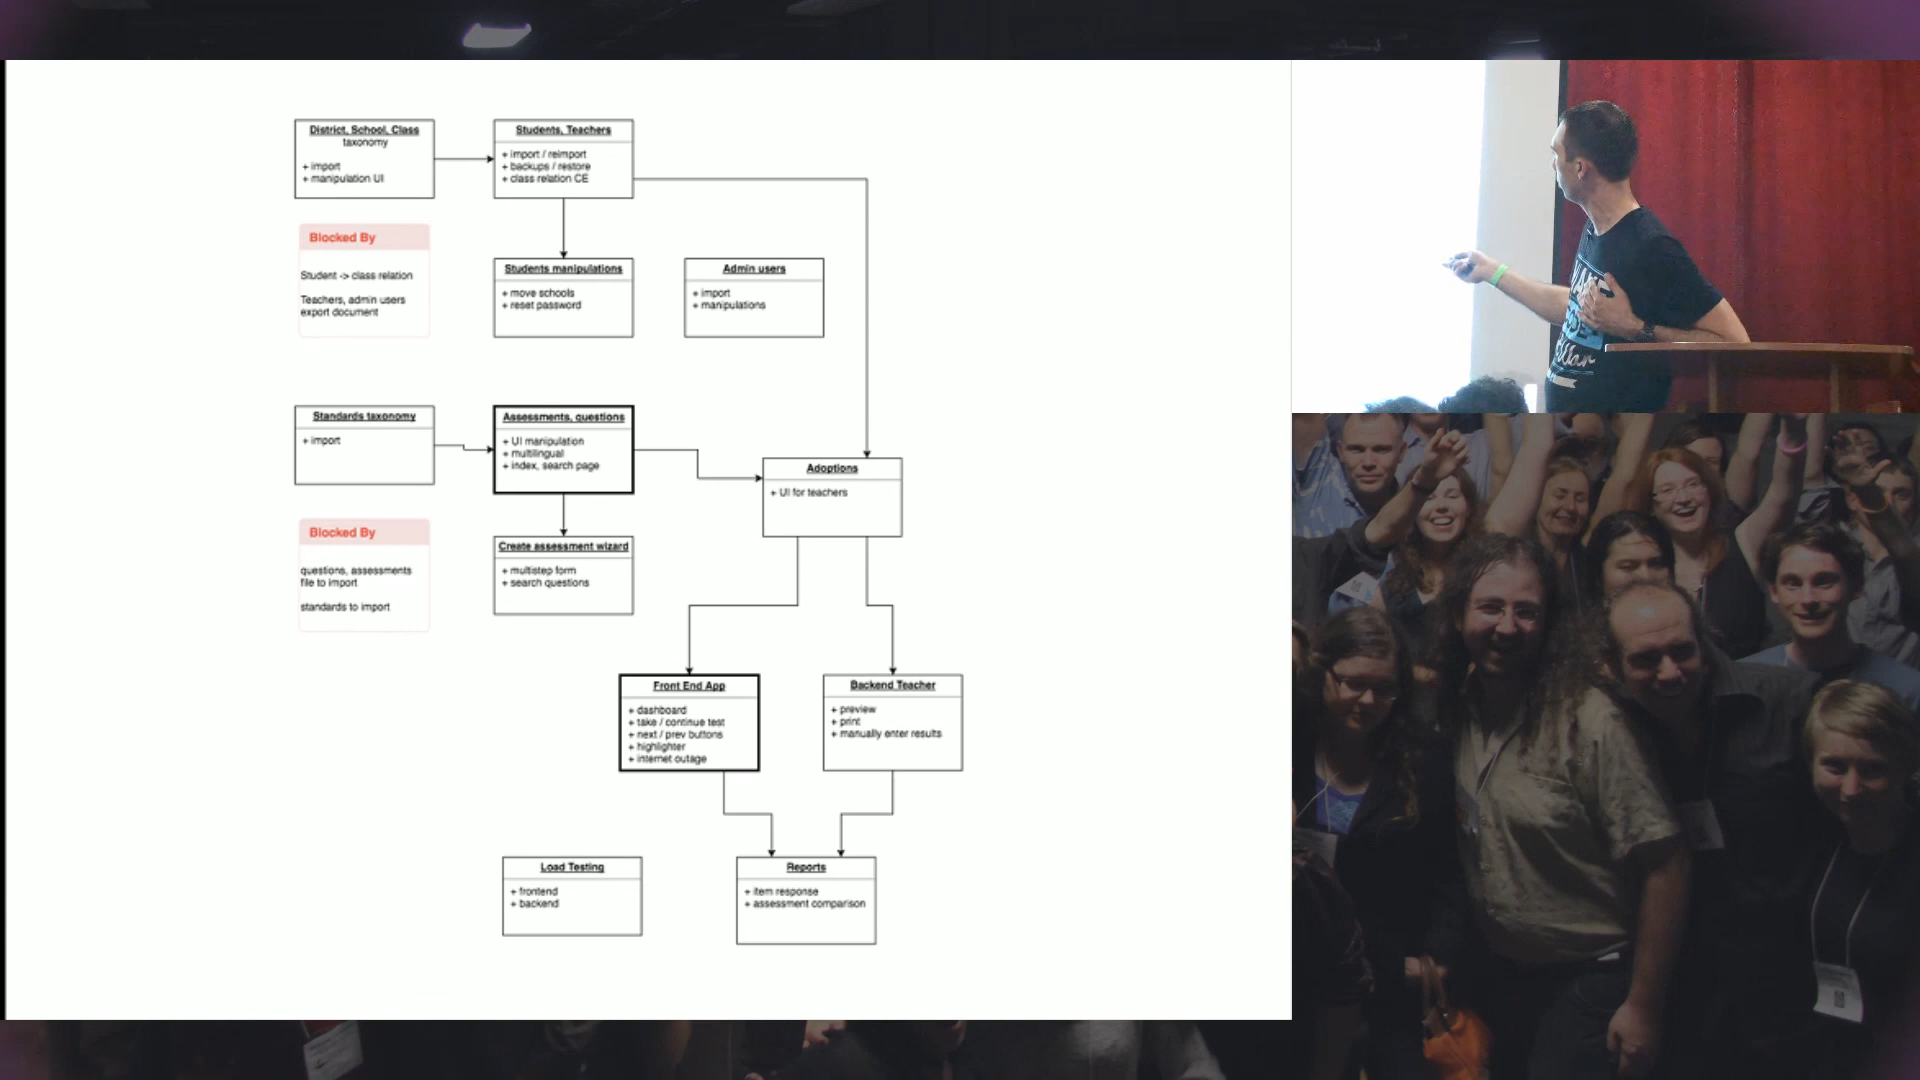 District, School, Class
taxonomy
+ import
+ manipulation UI
Students, Teachers
+ import / reimport
+ backups / restore
+ class relation CE
Blocked By
Student -> class relation
Teachers, admin users
export document
Students manipulations
+ move schools
+ reset password
Admin users
+ import
+ manipulations
Standards taxonomy
+ import
Assessments, questions
+ UI manipulation
+ multilingual
+ index, search page
Adoptions
+ UI for teachers
Blocked By
questions, assessments
file to import
standards to import
Create assessment wizard
+ multistep form
+ search questions
Front End App
+ dashboard
+ take / continue test
+ next / prev buttons
+ highlighter
+ internet outage
Backend Teacher
+ preview
+ print
+ manually enter results
Load Testing
+ frontend
+ backend
Reports
+ item response
+ assessment comparison